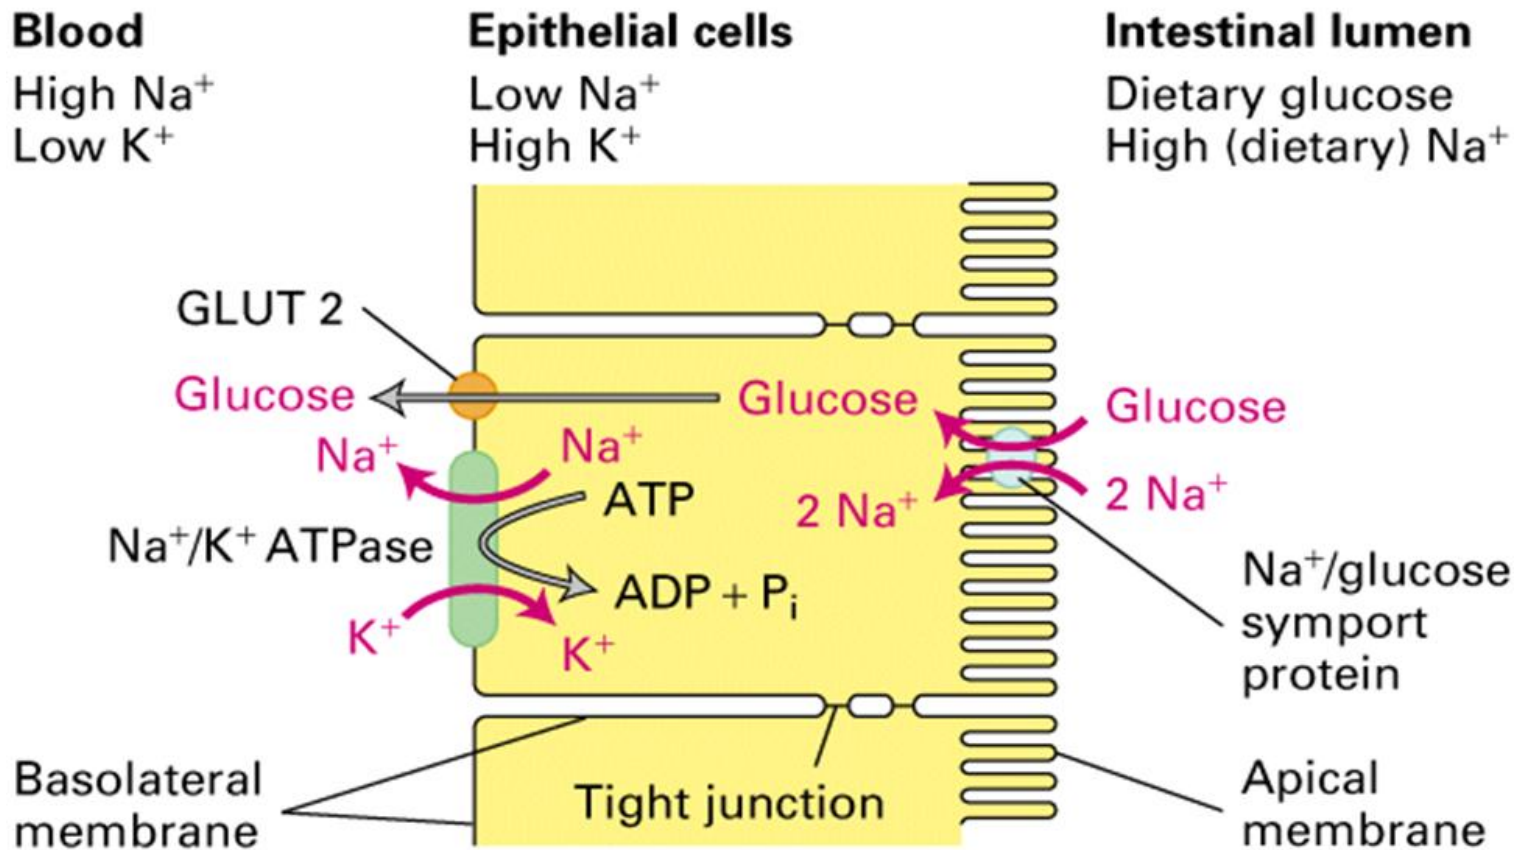 Blood
High Na⁺
Low K⁺
Epithelial cells
Low Na⁺
High K⁺
Intestinal lumen
Dietary glucose
High (dietary) Na⁺
GLUT 2
Glucose
Glucose
Glucose
Na⁺
Na⁺
ATP
2 Na⁺
2 Na⁺
Na⁺/K⁺ ATPase
ADP + Pᵢ
K⁺
K⁺
Na⁺/glucose
symport
protein
Basolateral
membrane
Tight junction
Apical
membrane